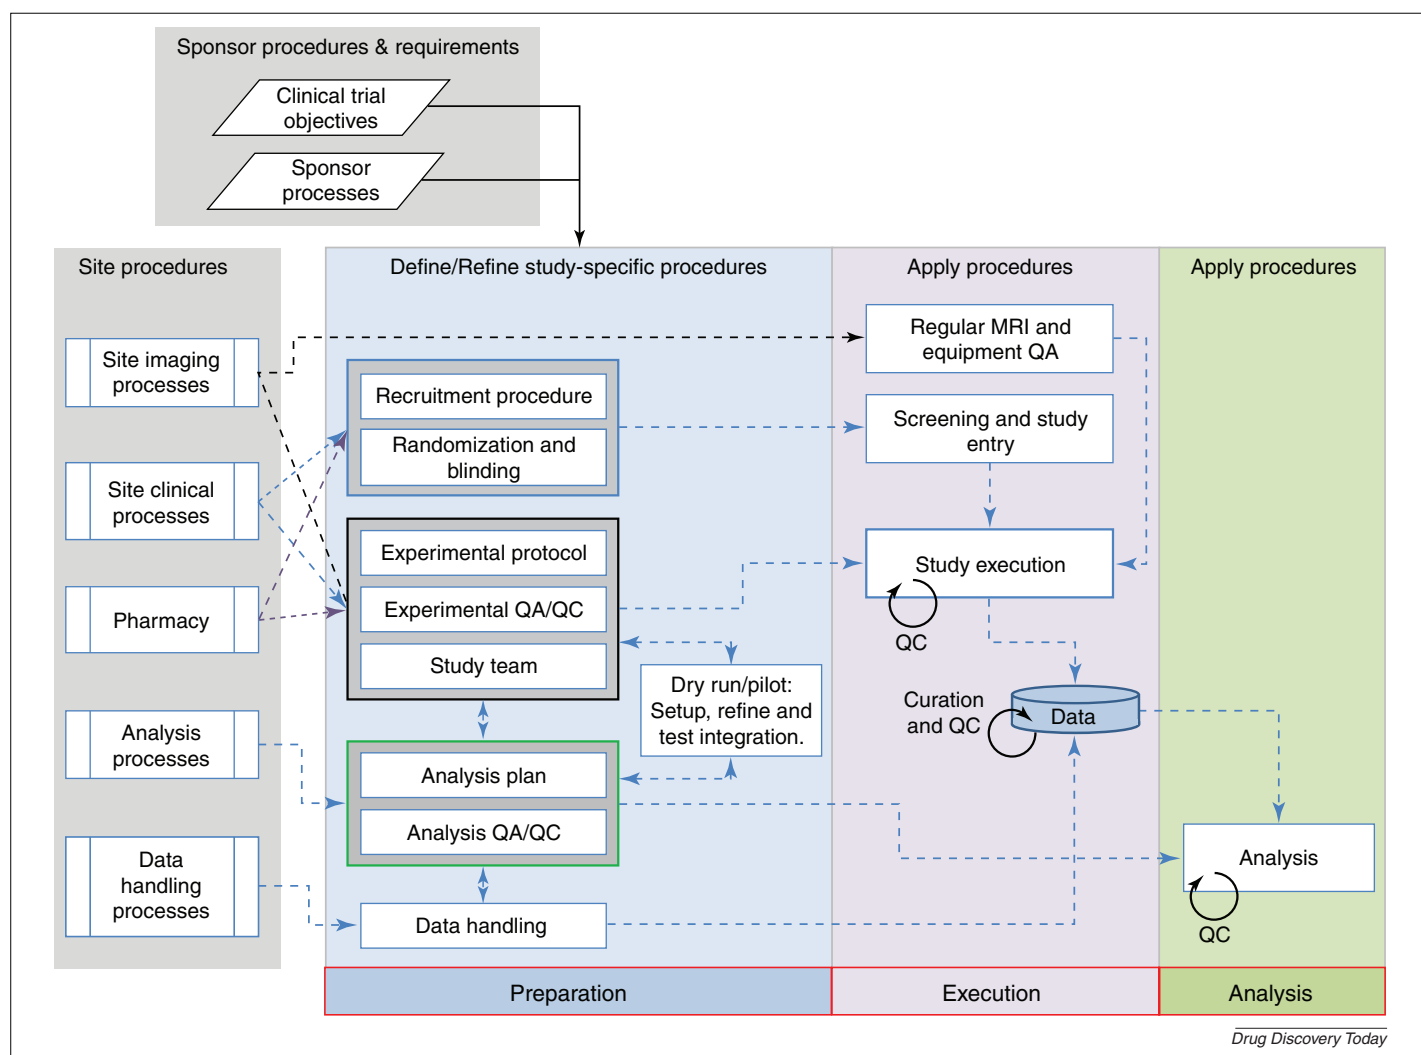 Sponsor procedures & requirements
Clinical trial
objectives
Sponsor
processes
Site procedures
Site imaging
processes
Site clinical
processes
Pharmacy
Analysis
processes
Data
handling
processes
Define/Refine study-specific procedures
Recruitment procedure
Randomization and
blinding
Experimental protocol
Experimental QA/QC
Study team
Dry run/pilot:
Setup, refine and
test integration.
Analysis plan
Analysis QA/QC
Data handling
Preparation
Apply procedures
Regular MRI and
equipment QA
Screening and study
entry
Study execution
QC
Curation
and QC
Data
Execution
Apply procedures
Analysis
QC
Analysis
Drug Discovery Today